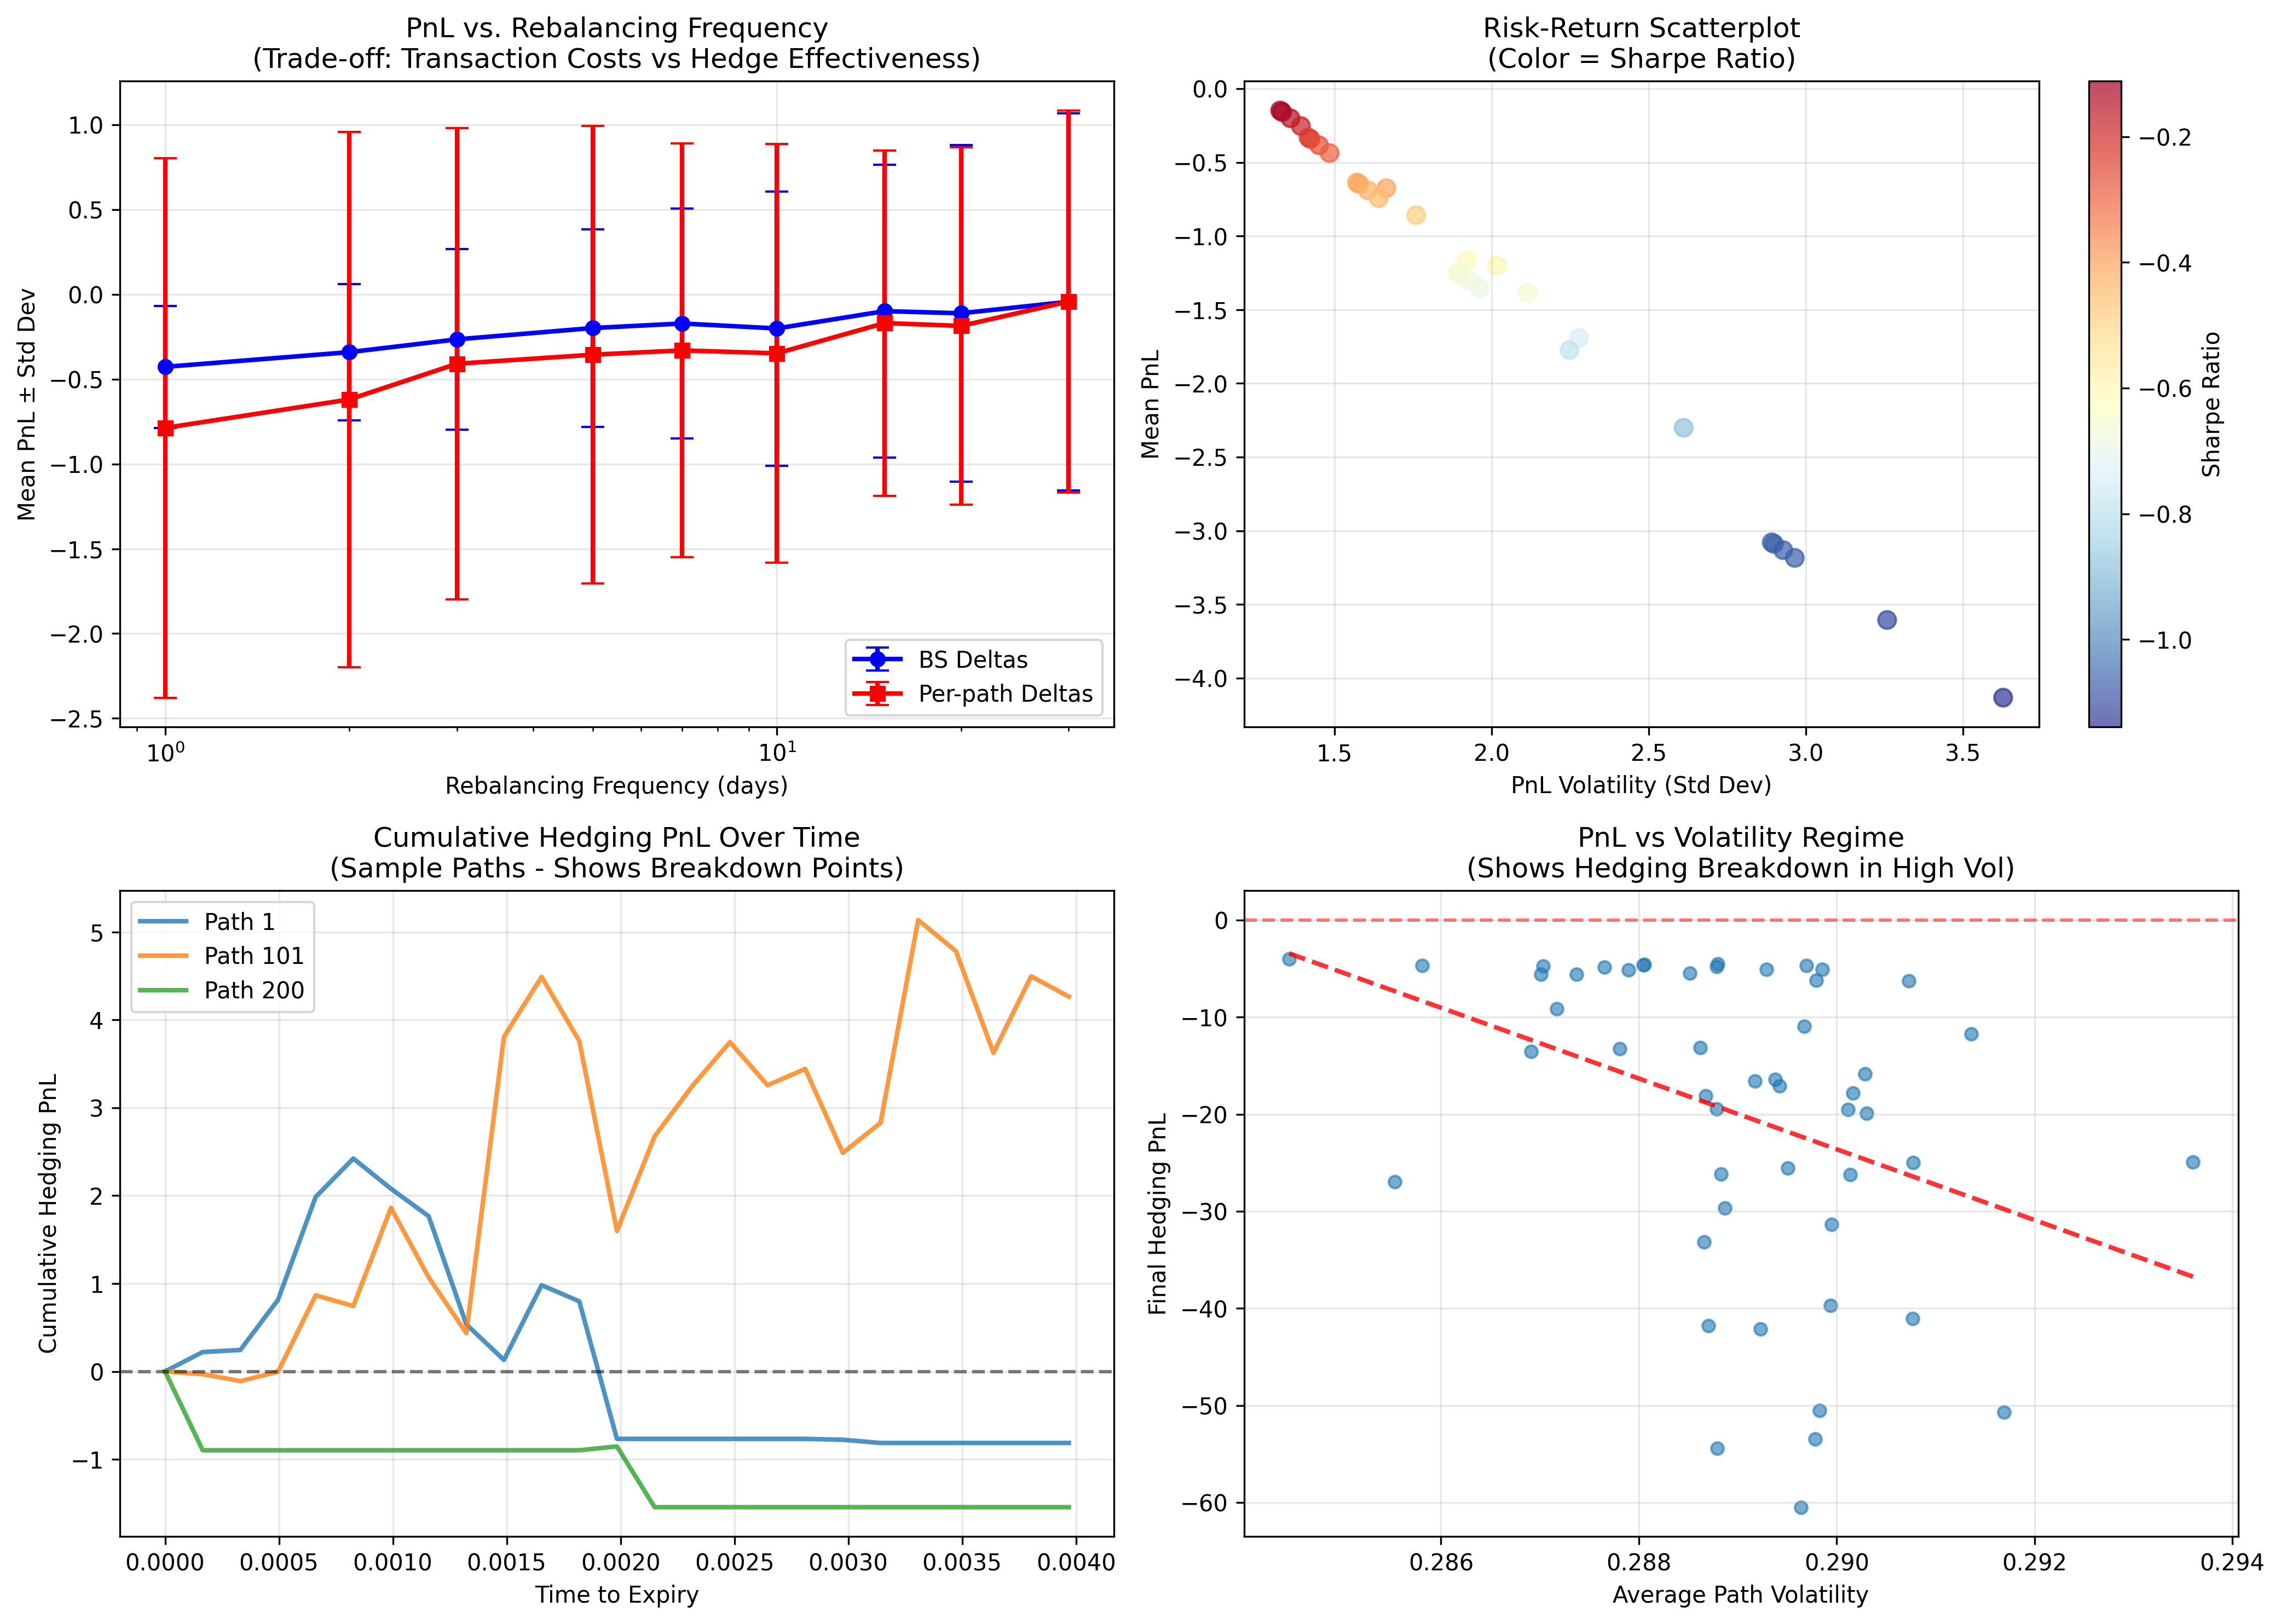 PnL vs. Rebalancing Frequency
(Trade-off: Transaction Costs vs Hedge Effectiveness)
1.0
0.5
0.0
−0.5
−1.0
−1.5
−2.0
−2.5
Mean PnL ± Std Dev
BS Deltas
Per-path Deltas
10⁰
10¹
Rebalancing Frequency (days)
Risk-Return Scatterplot
(Color = Sharpe Ratio)
0.0
−0.5
−1.0
−1.5
−2.0
−2.5
−3.0
−3.5
−4.0
Mean PnL
1.5
2.0
2.5
3.0
3.5
PnL Volatility (Std Dev)
−0.2
−0.4
−0.6
−0.8
−1.0
Sharpe Ratio
Cumulative Hedging PnL Over Time
(Sample Paths - Shows Breakdown Points)
Path 1
Path 101
Path 200
5
4
3
2
1
0
−1
Cumulative Hedging PnL
0.0000
0.0005
0.0010
0.0015
0.0020
0.0025
0.0030
0.0035
0.0040
Time to Expiry
PnL vs Volatility Regime
(Shows Hedging Breakdown in High Vol)
0
−10
−20
−30
−40
−50
−60
Final Hedging PnL
0.286
0.288
0.290
0.292
0.294
Average Path Volatility